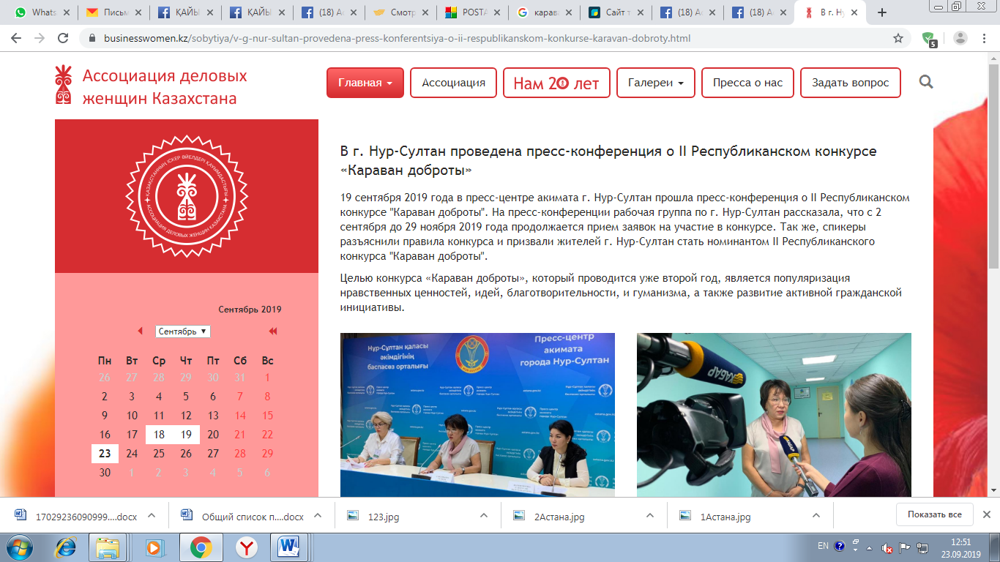 Whats
Письм
ҚАЙЫ
ҚАЙЫ
(18) Ас
Смотр
POSTA
карава
Сайт т
(18) Ас
(18) Ас
В г. Ну
businesswomen.kz/sobytiya/v-g-nur-sultan-provedena-press-konferentsiya-o-ii-respublikanskom-konkurse-karavan-dobroty.html
5
Ассоциация деловых
женщин Казахстана
Главная
Ассоциация
Нам 20 лет
Галереи
Пресса о нас
Задать вопрос
ҚАЗАҚСТАННЫҢ ІСКЕР ӘЙЕЛДЕРІ ҚАУЫМДАСТЫҒЫ
АССОЦИАЦИЯ ДЕЛОВЫХ ЖЕНЩИН КАЗАХСТАНА
Сентябрь 2019
Сентябрь
Пн Вт Ср Чт Пт Сб Вс
26 27 28 29 30 31 1
2 3 4 5 6 7 8
9 10 11 12 13 14 15
16 17 18 19 20 21 22
23 24 25 26 27 28 29
30 1 2 3 4 5 6
В г. Нур-Султан проведена пресс-конференция о II Республиканском конкурсе
«Караван доброты»
19 сентября 2019 года в пресс-центре акимата г. Нур-Султан прошла пресс-конференция о II Республиканском
конкурсе "Караван доброты". На пресс-конференции рабочая группа по г. Нур-Султан рассказала, что с 2
сентября до 29 ноября 2019 года продолжается прием заявок на участие в конкурсе. Так же, спикеры
разъяснили правила конкурса и призвали жителей г. Нур-Султан стать номинантом II Республиканского
конкурса "Караван доброты".
Целью конкурса «Караван доброты», который проводится уже второй год, является популяризация
нравственных ценностей, идей, благотворительности, и гуманизма, а также развитие активной гражданской
инициативы.
Нұр-Сұлтан қаласы
әкімдігінің
баспасөз орталығы
Пресс-центр
акимата
города Нур-Султан
ХАБАР
ХАБАР
17029236090999....docx
Общий список п....docx
123.jpg
2Астана.jpg
1Астана.jpg
Показать все
EN
12:51
23.09.2019